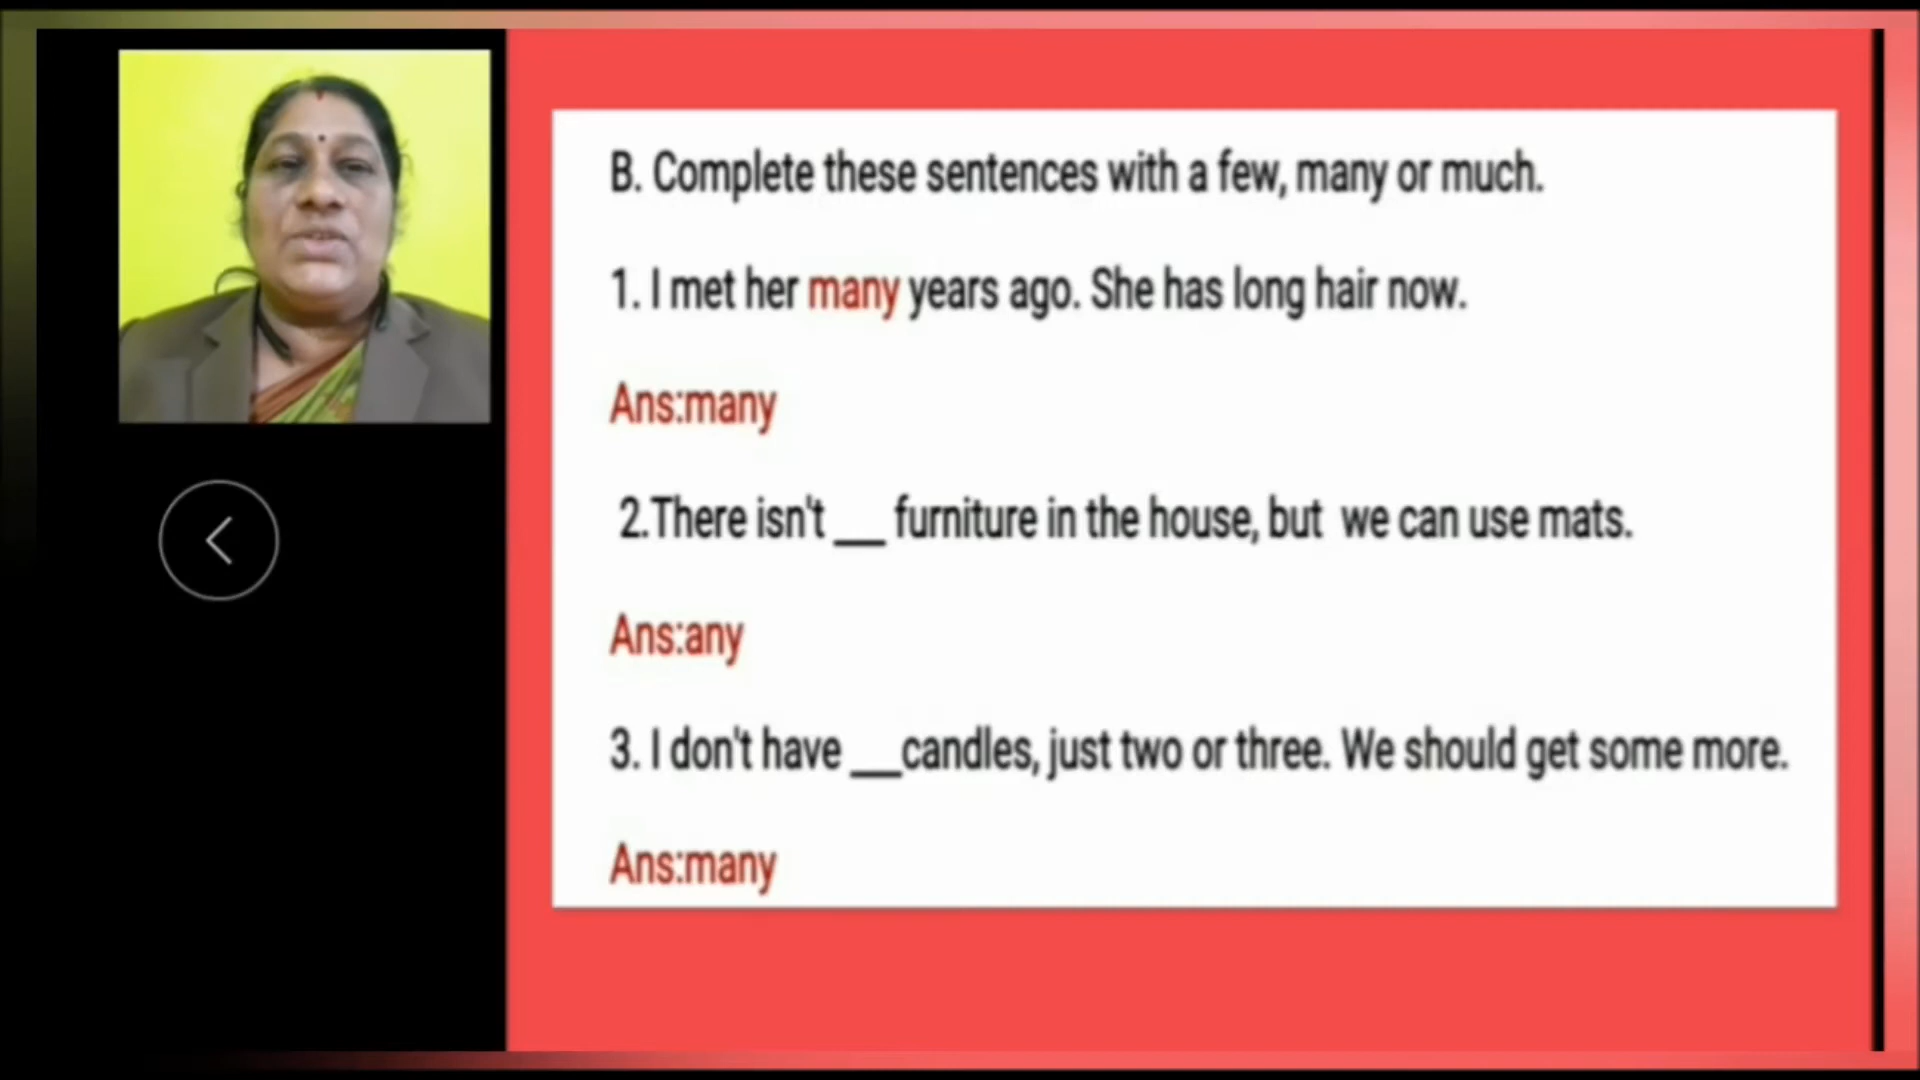 B. Complete these sentences with a few, many or much.
1. I met her many years ago. She has long hair now.
Ans:many
2.There isn't ___ furniture in the house, but we can use mats.
Ans:any
3. I don't have ___candles, just two or three. We should get some more.
Ans:many